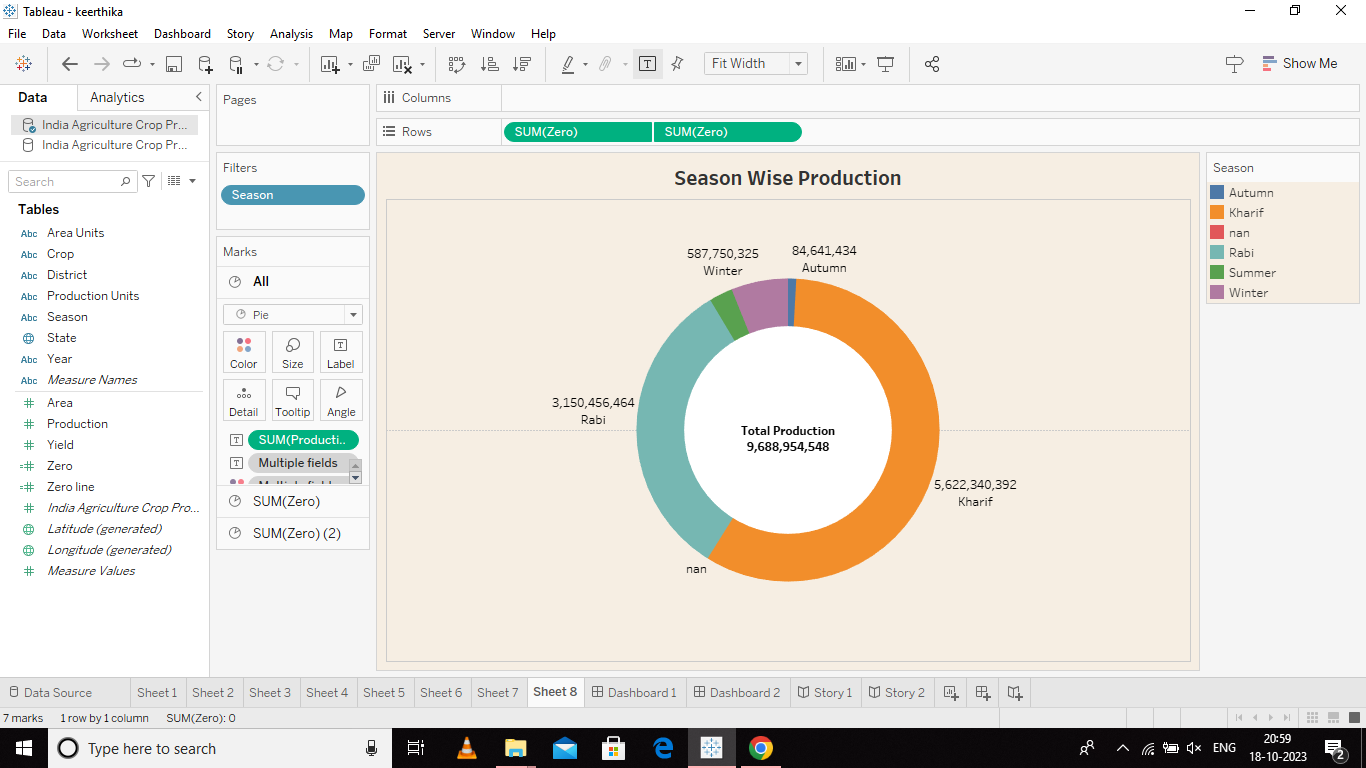 Tableau - keerthika
File Data Worksheet Dashboard Story Analysis Map Format Server Window Help
Fit Width
Show Me
Data Analytics
India Agriculture Crop Pr...
India Agriculture Crop Pr...
Search
Tables
Abc Area Units
Abc Crop
Abc District
Abc Production Units
Abc Season
State
Abc Year
Abc Measure Names
# Area
# Production
# Yield
=# Zero
=# Zero line
# India Agriculture Crop Pro...
Latitude (generated)
Longitude (generated)
# Measure Values
Pages
Filters
Season
Marks
All
Pie
Color Size Label
Detail Tooltip Angle
T SUM(Producti..
T Multiple fields
SUM(Zero)
SUM(Zero) (2)
Columns
Rows SUM(Zero) SUM(Zero)
Season Wise Production
587,750,325
Winter
84,641,434
Autumn
3,150,456,464
Rabi
Total Production
9,688,954,548
5,622,340,392
Kharif
nan
Season
Autumn
Kharif
nan
Rabi
Summer
Winter
Data Source Sheet 1 Sheet 2 Sheet 3 Sheet 4 Sheet 5 Sheet 6 Sheet 7 Sheet 8 Dashboard 1 Dashboard 2 Story 1 Story 2
7 marks 1 row by 1 column SUM(Zero): 0
Type here to search
ENG
20:59
18-10-2023
2